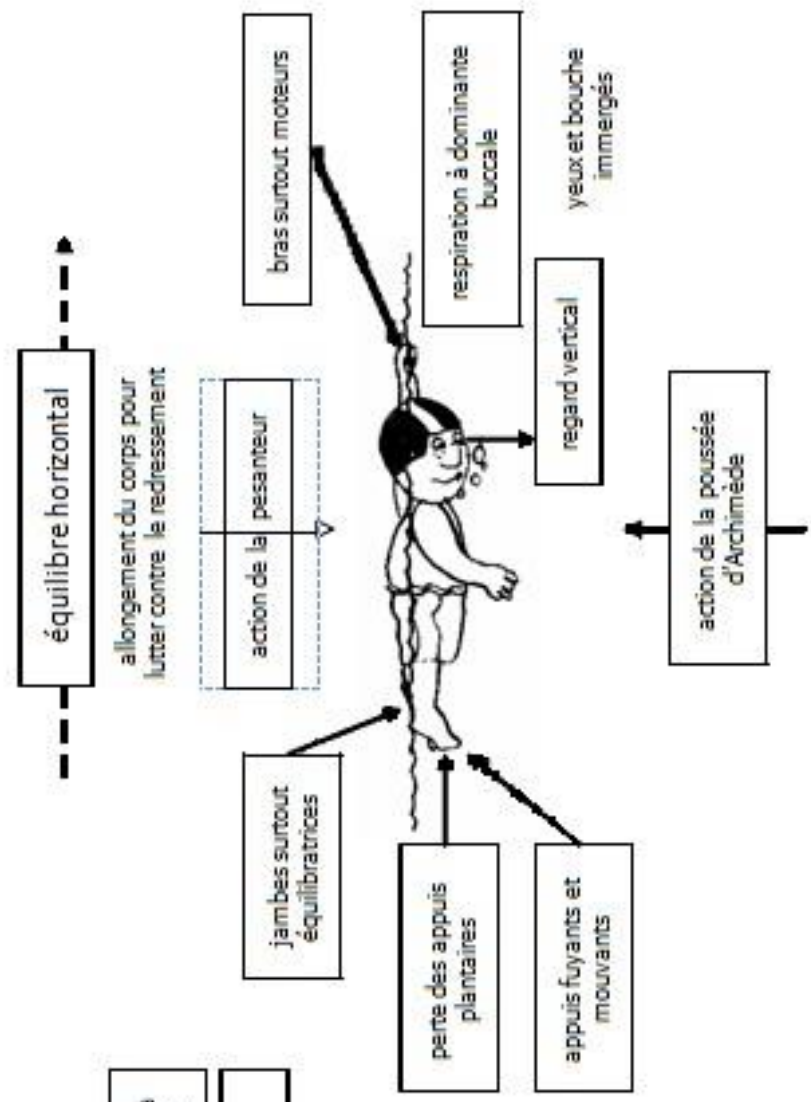 équilibre horizontal
allongement du corps pour
lutter contre le redressement
action de la pesanteur
bras surtout moteurs
jambes surtout
équilibratrices
respiration à dominante
buccale
yeux et bouche
immergés
regard vertical
perte des appuis
plantaires
appuis fuyants et
mouvants
action de la poussée
d'Archimède